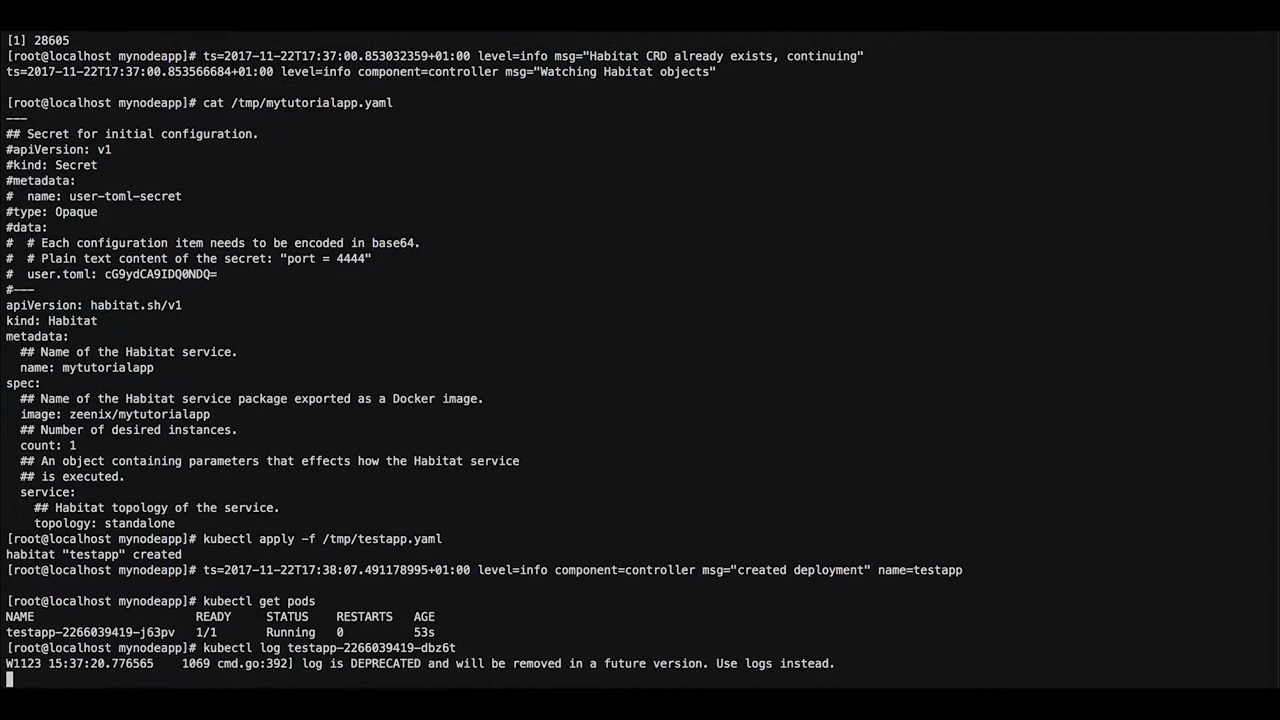 [1] 28605
[root@localhost mynodeapp]# ts=2017-11-22T17:37:00.853032359+01:00 level=info msg="Habitat CRD already exists, continuing"
ts=2017-11-22T17:37:00.853566684+01:00 level=info component=controller msg="Watching Habitat objects"
[root@localhost mynodeapp]# cat /tmp/mytutorialapp.yaml
---
## Secret for initial configuration.
#apiVersion: v1
#kind: Secret
#metadata:
#  name: user-toml-secret
#type: Opaque
#data:
#  # Each configuration item needs to be encoded in base64.
#  # Plain text content of the secret: "port = 4444"
#  user.toml: cG9ydCA9IDQ0NDQ=
#---
apiVersion: habitat.sh/v1
kind: Habitat
metadata:
  ## Name of the Habitat service.
  name: mytutorialapp
spec:
  ## Name of the Habitat service package exported as a Docker image.
  image: zeenix/mytutorialapp
  ## Number of desired instances.
  count: 1
  ## An object containing parameters that effects how the Habitat service
  ## is executed.
  service:
    ## Habitat topology of the service.
    topology: standalone
[root@localhost mynodeapp]# kubectl apply -f /tmp/testapp.yaml
habitat "testapp" created
[root@localhost mynodeapp]# ts=2017-11-22T17:38:07.491178995+01:00 level=info component=controller msg="created deployment" name=testapp
[root@localhost mynodeapp]# kubectl get pods
NAME                       READY     STATUS    RESTARTS   AGE
testapp-2266039419-j63pv   1/1       Running   0          53s
[root@localhost mynodeapp]# kubectl log testapp-2266039419-dbz6t
W1123 15:37:20.776565    1069 cmd.go:392] log is DEPRECATED and will be removed in a future version. Use logs instead.